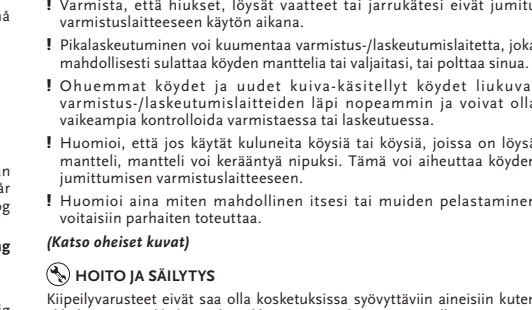 nå
! Varmista, että hiukset, löysät vaatteet tai jarrukätesi eivät jumitu
varmistuslaitteeseen käytön aikana.
! Pikalaskeutuminen voi kuumentaa varmistus-/laskeutumislaitetta, joka
mahdollisesti sulattaa köyden manttelia tai valjaitasi, tai polttaa sinua.
! Ohuemmat köydet ja uudet kuiva-käsitellyt köydet liukuva
varmistus-/laskeutumislaitteiden läpi nopeammin ja voivat olla
vaikeampia kontrolloida varmistaessa tai laskeutuessa.
! Huomioi, että jos käytät kuluneita köysiä tai köysiä, joissa on löysä
mantteli, mantteli voi kerääntyä nipuksi. Tämä voi aiheuttaa köyden
jumittumisen varmistuslaitteeseen.
! Huomioi aina miten mahdollinen itsesi tai muiden pelastaminen
voitaisiin parhaiten toteuttaa.
(Katso oheiset kuvat)
HOITO JA SÄILYTYS
Kiipeilyvarusteet eivät saa olla kosketuksissa syövyttäviin aineisiin kuten